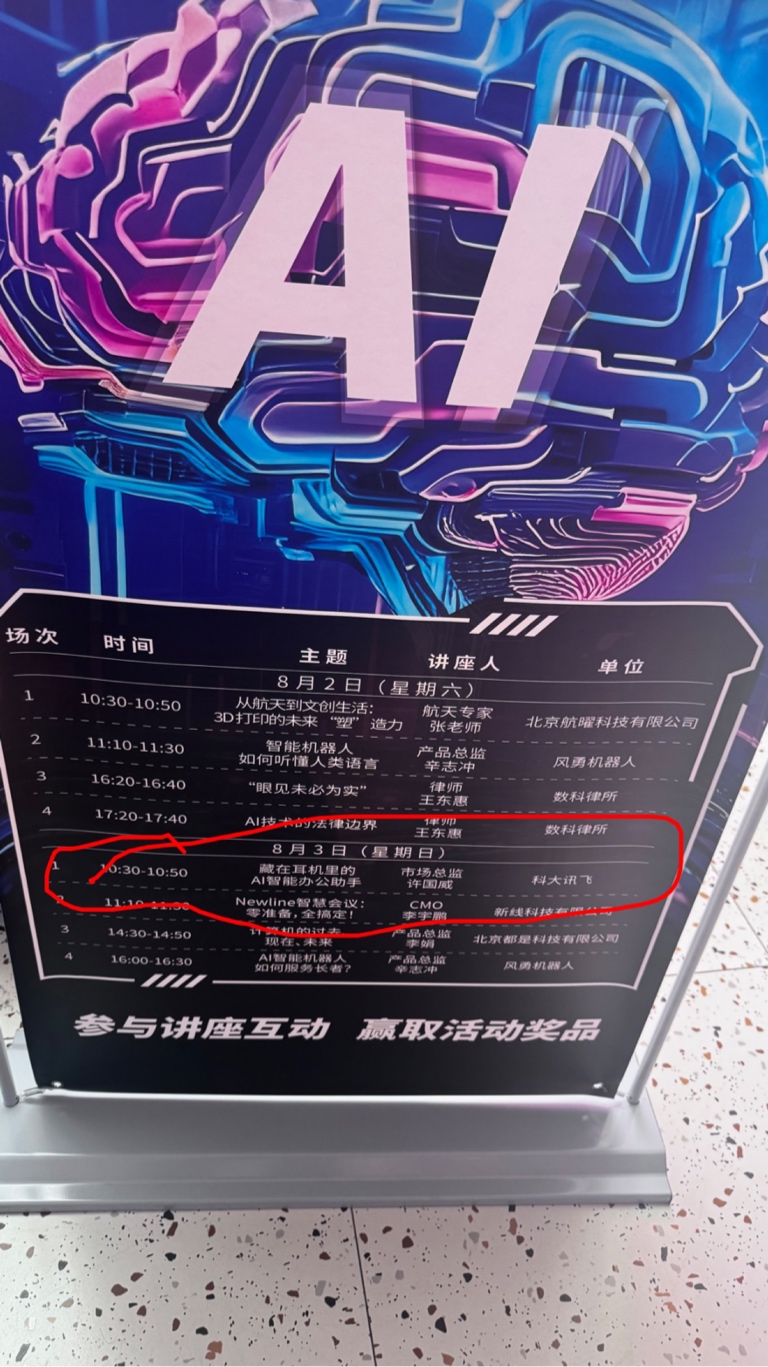 AI
场次 时间 主题 讲座人 单位
8月2日（星期六）
1 10:30-10:50 从航天到文创生活： 航天专家 北京航曜科技有限公司
3D打印的未来“塑”造力 张老师
2 11:10-11:30 智能机器人 产品总监 风勇机器人
如何听懂人类语言 辛志冲
3 16:20-16:40 “眼见未必为实” 律师 数科律所
王东惠
4 17:20-17:40 AI技术的法律边界 律师 数科律所
王东惠
8月3日（星期日）
1 10:30-10:50 藏在耳机里的 市场总监 科大讯飞
AI智能办公助手 许国威
2 11:10-11:30 Newline智慧会议： CMO 新线科技有限公司
零准备，全搞定！ 李宇鹏
3 14:30-14:50 计算机的过去、 产品总监 北京都是科技有限公司
现在、未来 李娟
4 16:00-16:30 AI智能机器人 产品总监 风勇机器人
如何服务长者？ 辛志冲
参与讲座互动 赢取活动奖品